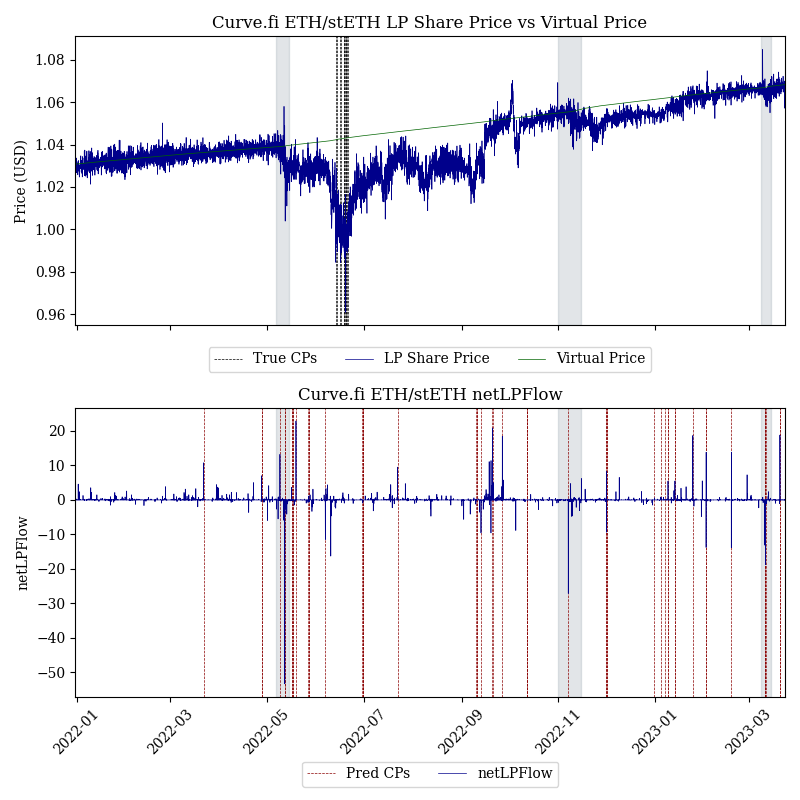 Curve.fi ETH/stETH LP Share Price vs Virtual Price
1.08
1.06
1.04
1.02
1.00
0.98
0.96
Price (USD)
True CPs LP Share Price Virtual Price
Curve.fi ETH/stETH netLPFlow
20
10
0
−10
−20
−30
−40
−50
netLPFlow
2022-01 2022-03 2022-05 2022-07 2022-09 2022-11 2023-01 2023-03
Pred CPs netLPFlow